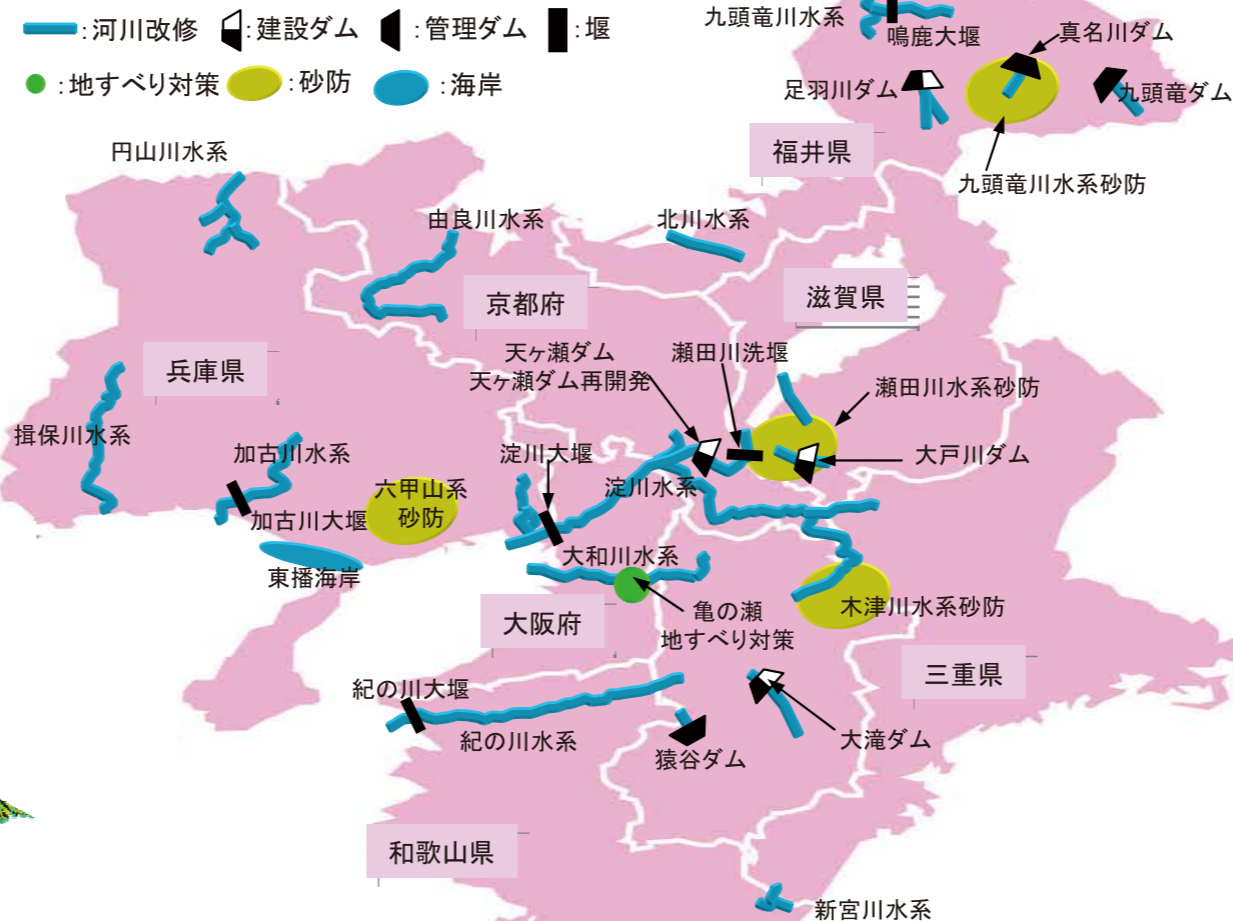 :河川改修 :建設ダム :管理ダム :堰
:地すべり対策 :砂防 :海岸
九頭竜川水系
鳴鹿大堰
真名川ダム
足羽川ダム
九頭竜ダム
福井県
九頭竜川水系砂防
円山川水系
由良川水系
北川水系
京都府
滋賀県
兵庫県
天ヶ瀬ダム
天ヶ瀬ダム再開発
瀬田川洗堰
瀬田川水系砂防
揖保川水系
加古川水系
淀川大堰
大戸川ダム
淀川水系
六甲山系
砂防
加古川大堰
東播海岸
大和川水系
大阪府
亀の瀬
地すべり対策
木津川水系砂防
三重県
紀の川大堰
紀の川水系
大滝ダム
猿谷ダム
和歌山県
新宮川水系